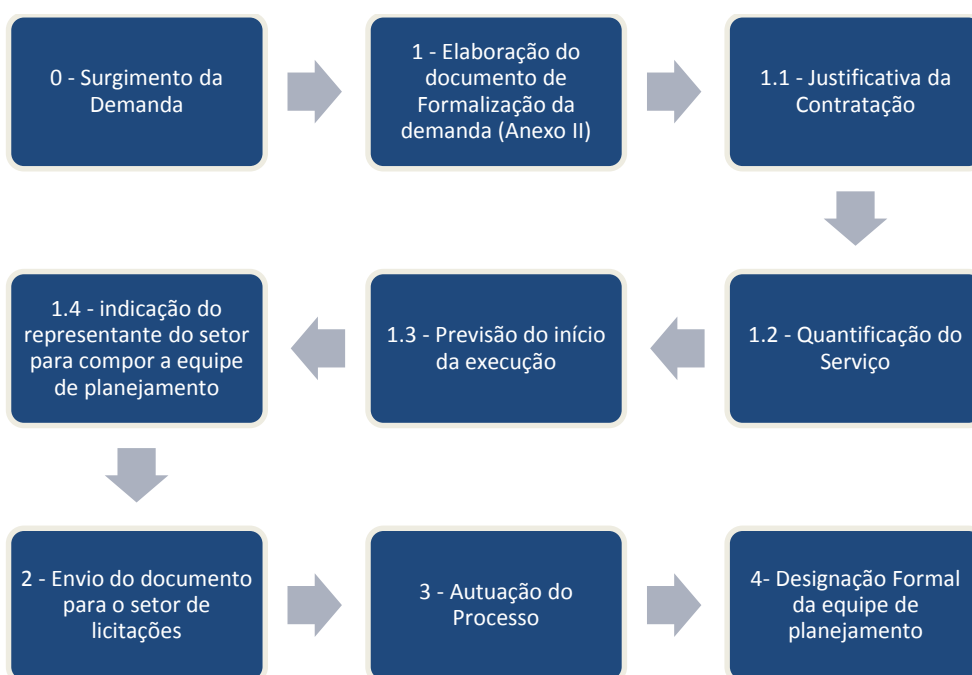 0 - Surgimento da
Demanda
1 - Elaboração do
documento de
Formalização da
demanda (Anexo II)
1.1 - Justificativa da
Contratação
1.2 - Quantificação do
Serviço
1.3 - Previsão do início
da execução
1.4 - indicação do
representante do setor
para compor a equipe
de planejamento
2 - Envio do documento
para o setor de
licitações
3 - Autuação do
Processo
4- Designação Formal
da equipe de
planejamento